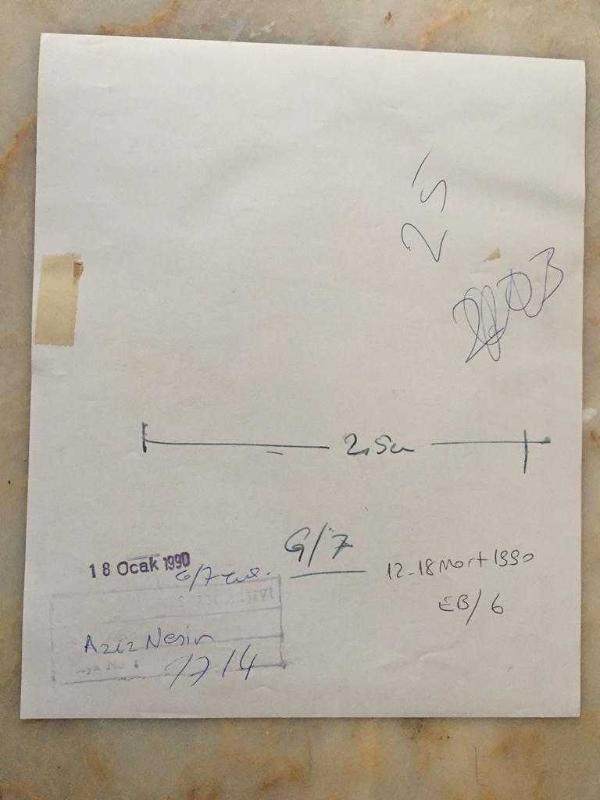 25
2,5cm
18 Ocak 1990
G/7
12-18 Mart 1990
EB/6
Aziz Nesin
1714